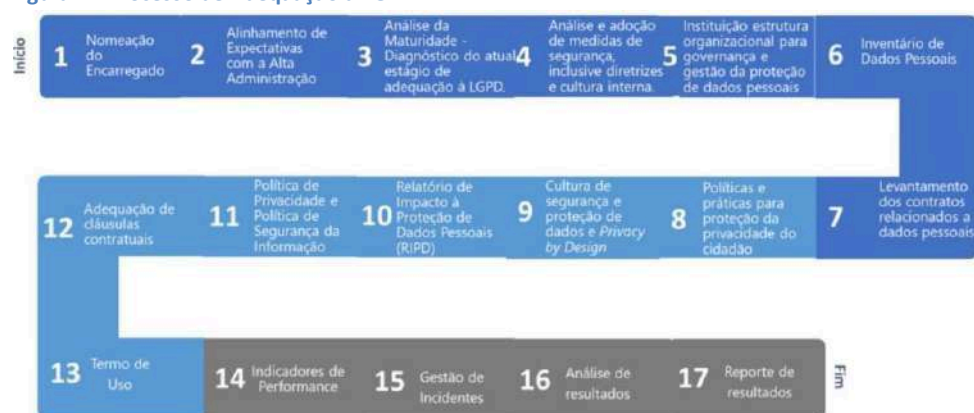 Início
1
Nomeação
do
Encarregado
2
Alinhamento de
Expectativas
com a Alta
Administração
3
Análise da
Maturidade -
Diagnóstico do atual
estágio de
adequação à LGPD.
4
Análise e adoção
de medidas de
segurança,
inclusive diretrizes
e cultura interna.
5
Instituição estrutura
organizacional para
governança e
gestão da proteção
de dados pessoais
6
Inventário de
Dados Pessoais
12
Adequação de
cláusulas
contratuais
11
Política de
Privacidade e
Política de
Segurança da
Informação
10
Relatório de
Impacto à
Proteção de
Dados Pessoais
(RIPD)
9
Cultura de
segurança e
proteção de
dados e Privacy
by Design
8
Políticas e
práticas para
proteção da
privacidade do
cidadão
7
Levantamento
dos contratos
relacionados a
dados pessoais
13
Termo de
Uso
14
Indicadores de
Performance
15
Gestão de
Incidentes
16
Análise de
resultados
17
Reporte de
resultados
Fim